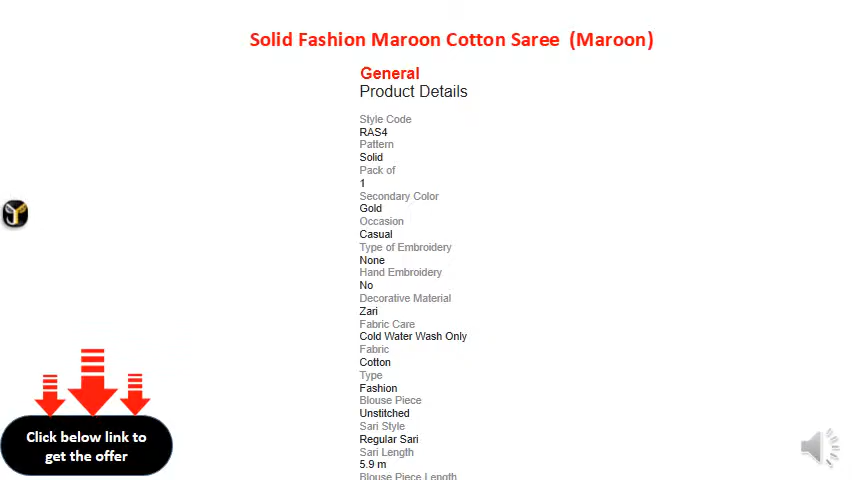 Solid Fashion Maroon Cotton Saree  (Maroon)
General
Product Details
Style Code
RAS4
Pattern
Solid
Pack of
1
Secondary Color
Gold
Occasion
Casual
Type of Embroidery
None
Hand Embroidery
No
Decorative Material
Zari
Fabric Care
Cold Water Wash Only
Fabric
Cotton
Type
Fashion
Blouse Piece
Unstitched
Sari Style
Regular Sari
Sari Length
5.9 m
Blouse Piece Length
Click below link to
get the offer